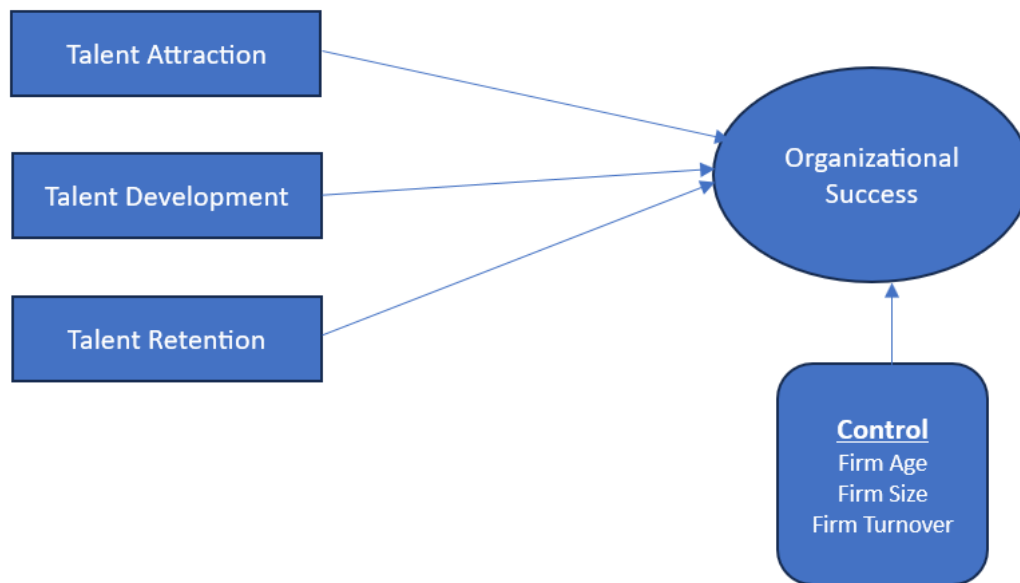 Talent Attraction
Talent Development
Talent Retention
Organizational
Success
Control
Firm Age
Firm Size
Firm Turnover